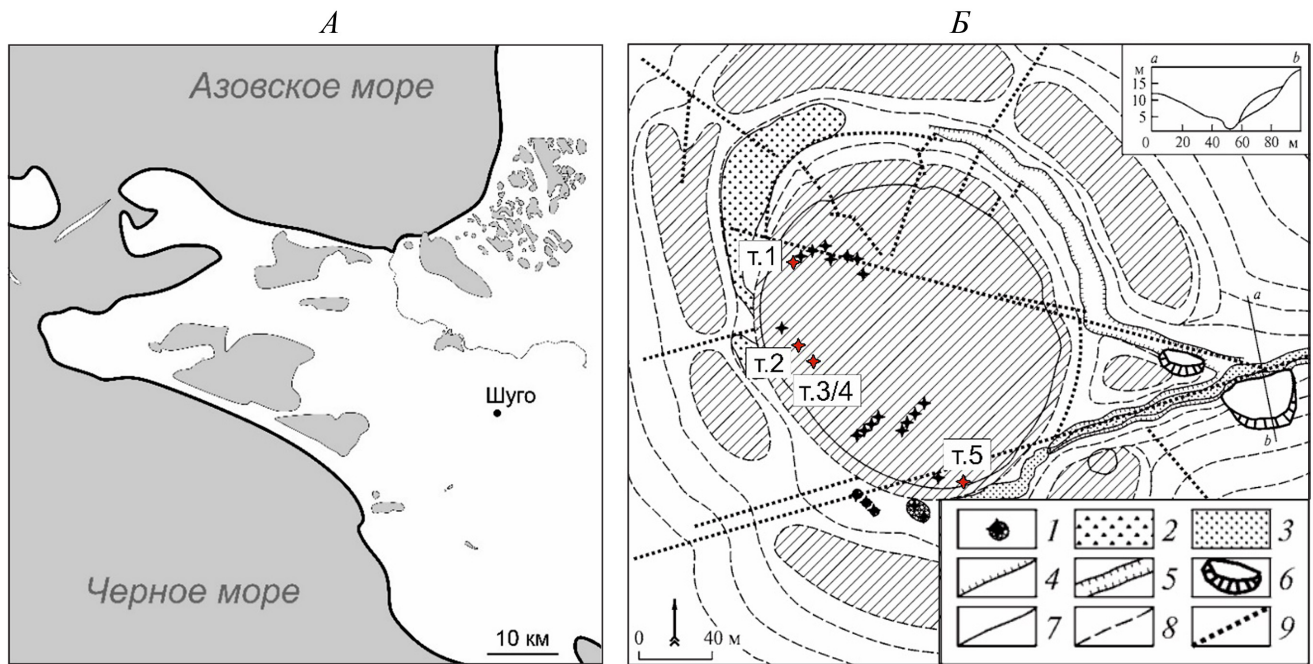 А
Азовское море
Шуго
Черное море
10 км
Б
а
b
м
15
10
5
0 20 40 60 80 м
т.1
т.2
т.3/4
т.5
а
b
0 40 м
1 2 3
4 5 6
7 8 9